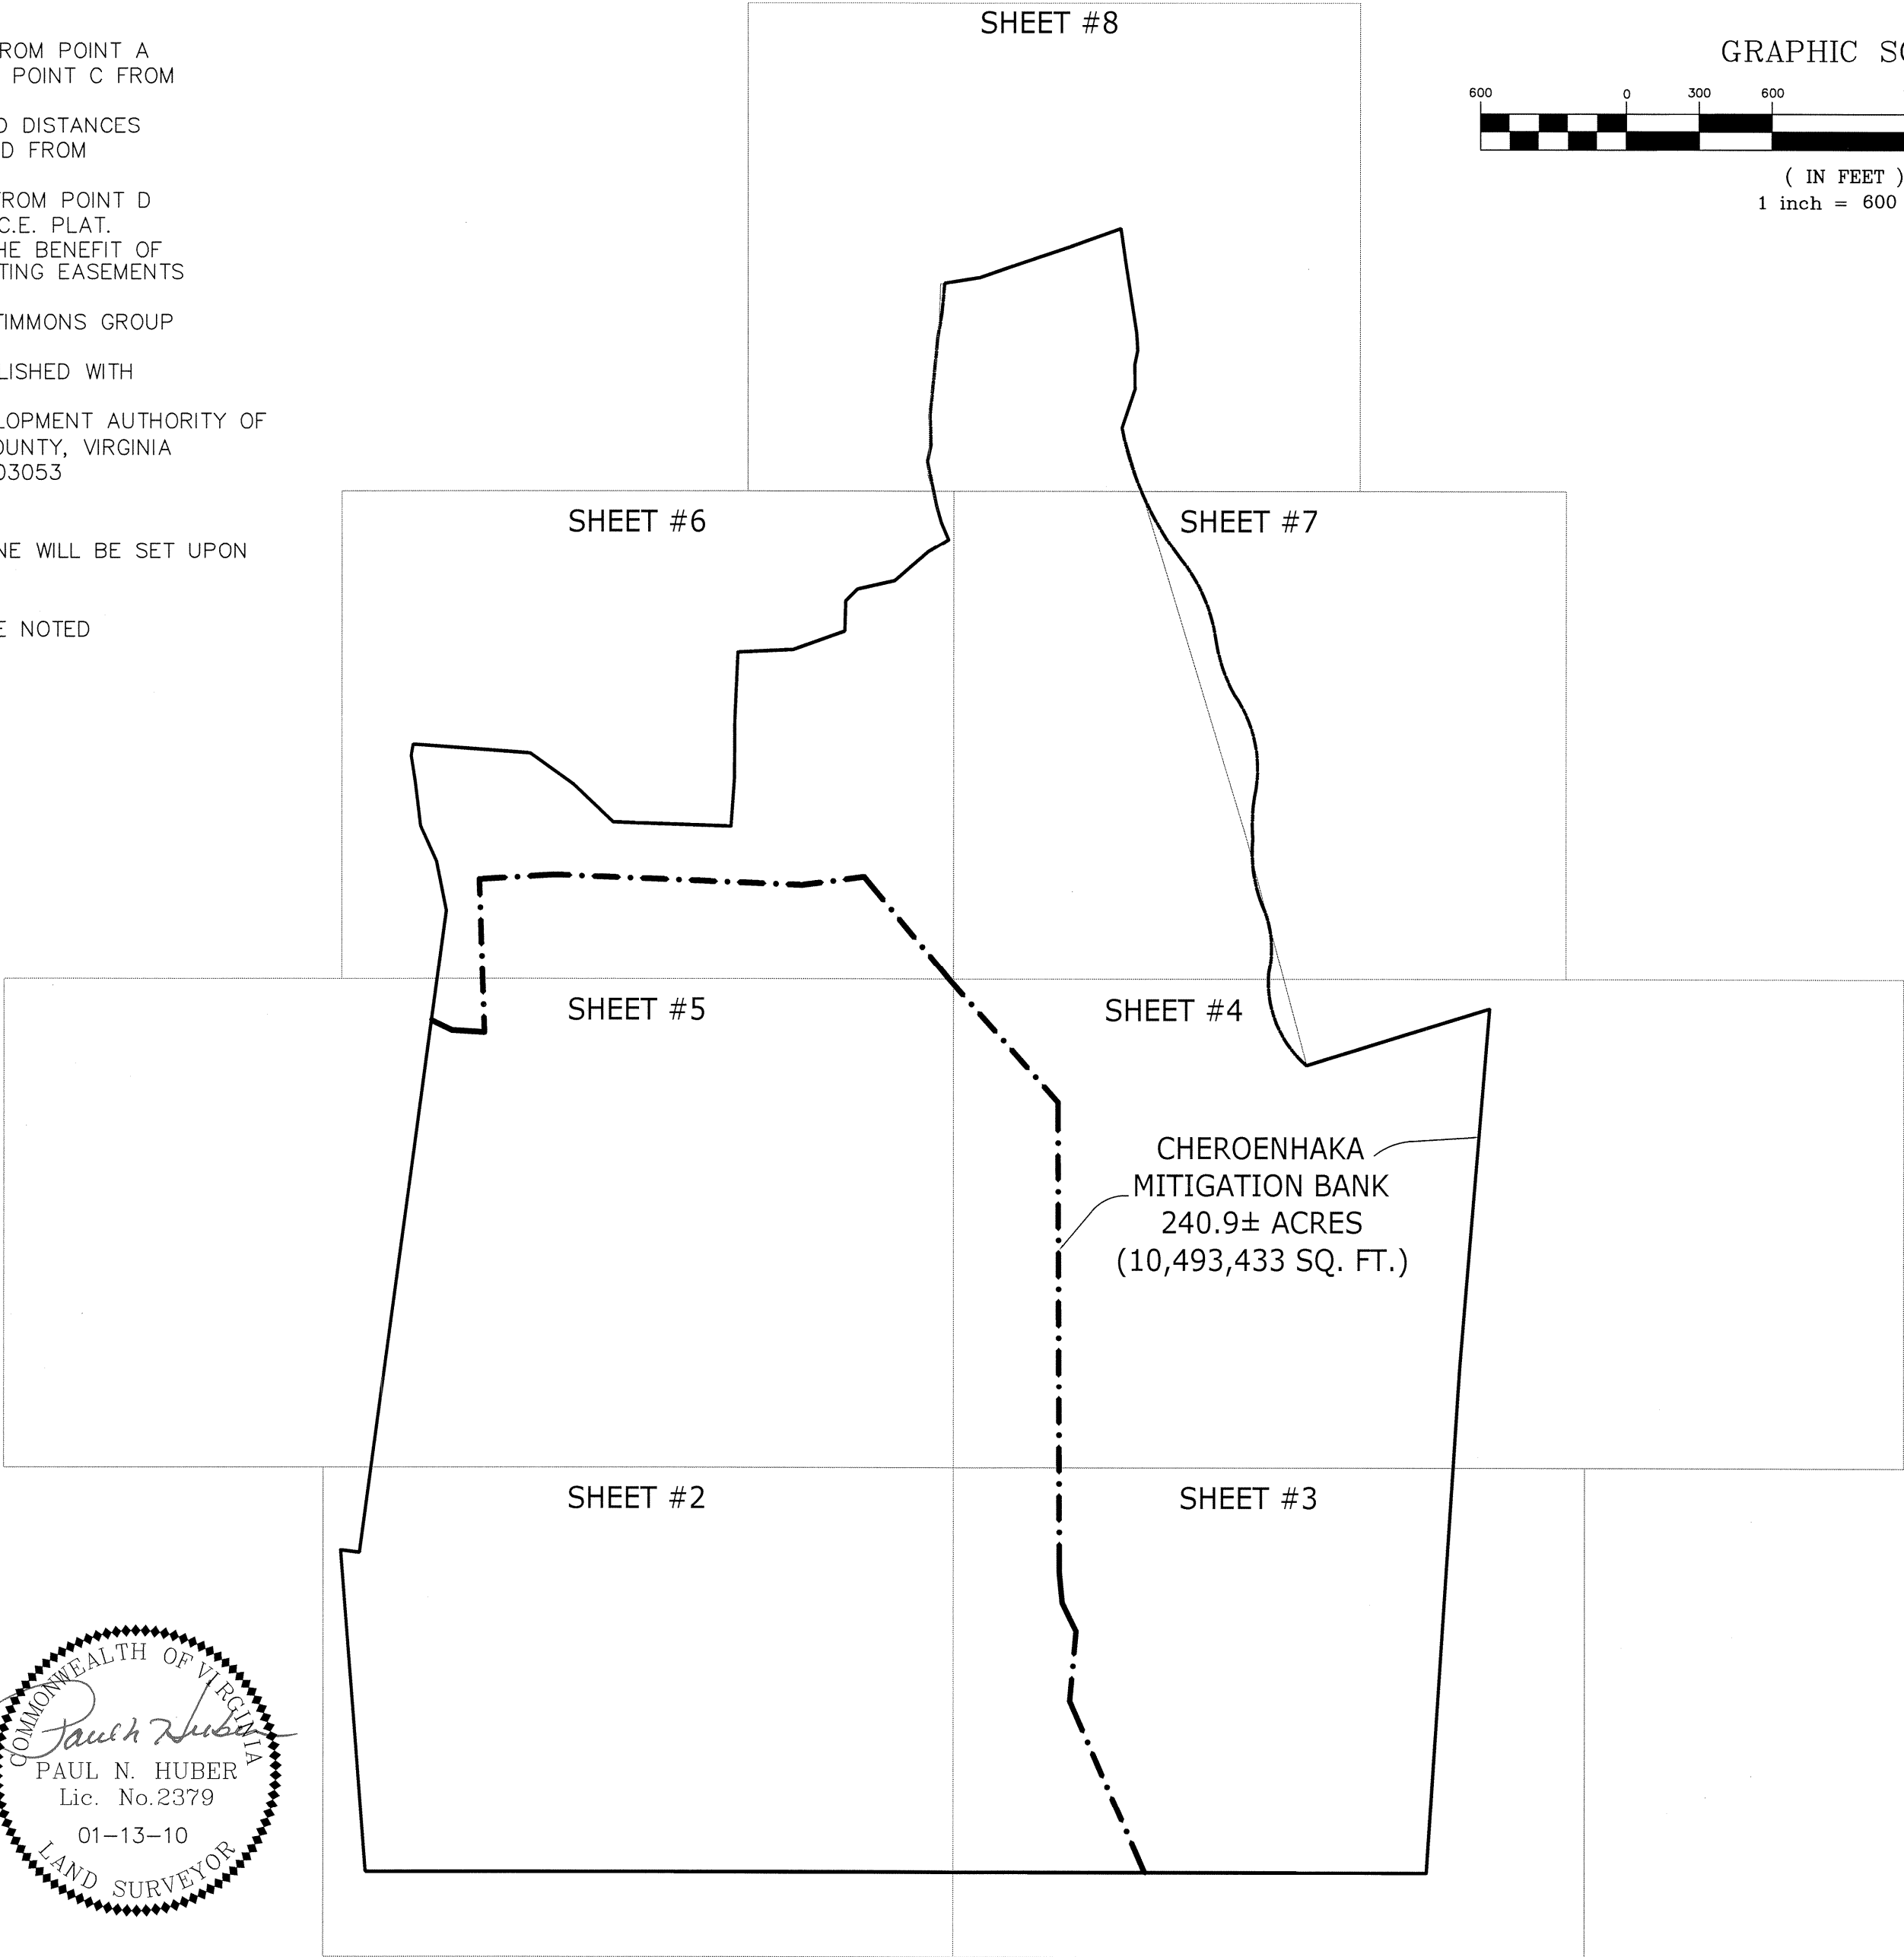 ROM POINT A
POINT C FROM
D DISTANCES
D FROM
FROM POINT D
C.E. PLAT.
HE BENEFIT OF
TING EASEMENTS
TIMMONS GROUP
LISHED WITH
LOPMENT AUTHORITY OF
OUNTY, VIRGINIA
03053
NE WILL BE SET UPON
E NOTED
SHEET #8
GRAPHIC SC
600 0 300 600
( IN FEET )
1 inch = 600
SHEET #6
SHEET #7
SHEET #5
SHEET #4
CHEROENHAKA
MITIGATION BANK
240.9± ACRES
(10,493,433 SQ. FT.)
SHEET #2
SHEET #3
COMMONWEALTH OF VIRGINIA
Paul N Huber
PAUL N. HUBER
Lic. No.2379
01-13-10
LAND SURVEYOR